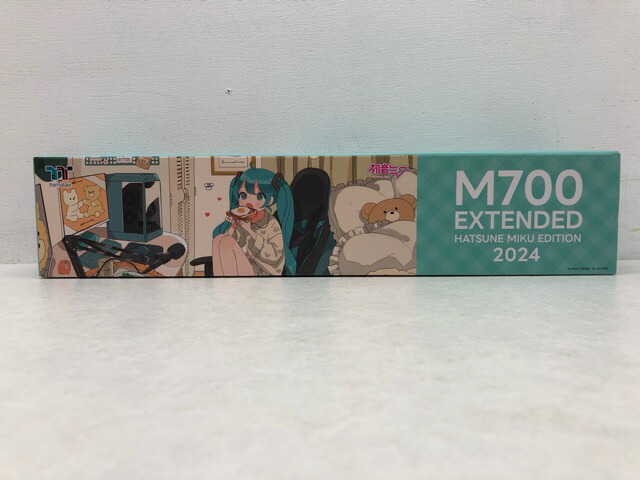 初音ミク
M700
EXTENDED
HATSUNE MIKU EDITION
2024